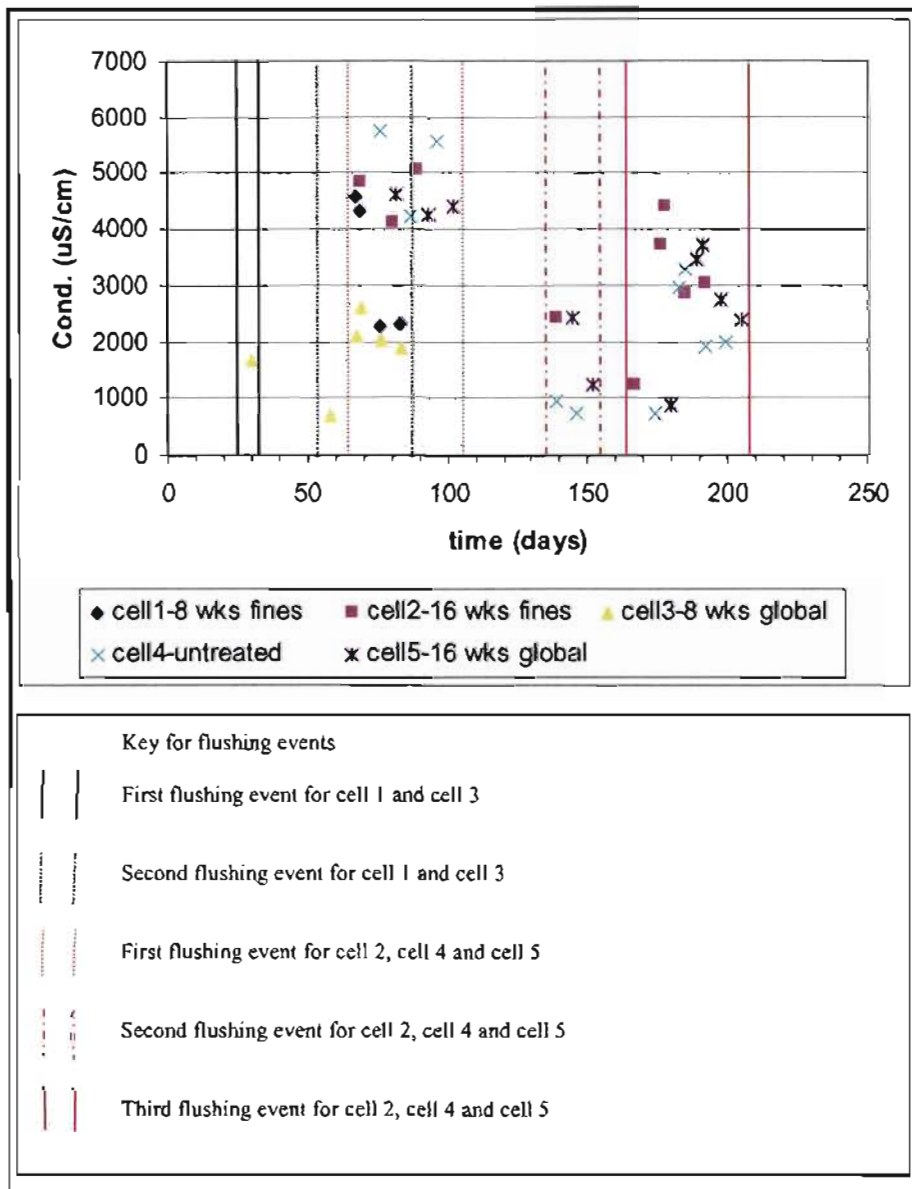 7000
6000
5000
4000
3000
2000
1000
0
Cond. (uS/cm)
0 50 100 150 200 250
time (days)
cell1-8 wks fines cell2-16 wks fines cell3-8 wks global
cell4-untreated cell5-16 wks global
Key for flushing events
First flushing event for cell 1 and cell 3
Second flushing event for cell 1 and cell 3
First flushing event for cell 2, cell 4 and cell 5
Second flushing event for cell 2, cell 4 and cell 5
Third flushing event for cell 2, cell 4 and cell 5